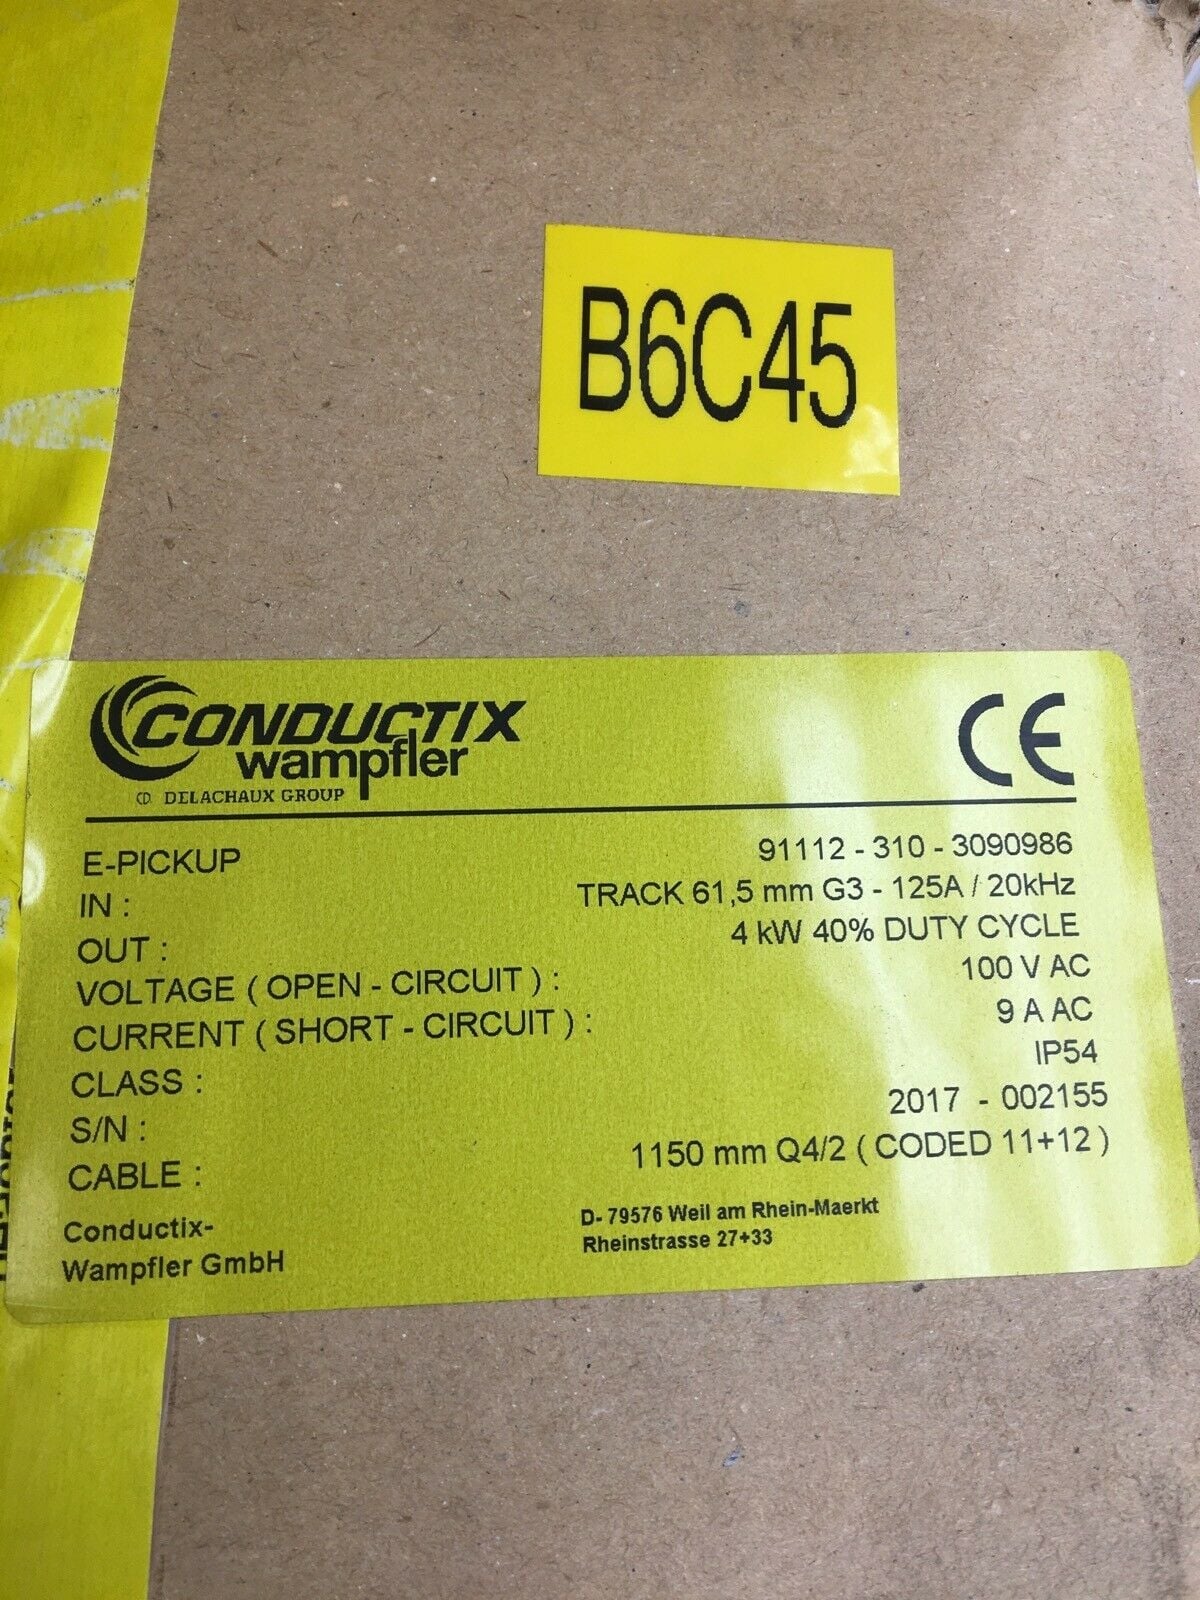 B6C45
CONDUCTIX
wampfler
CD DELACHAUX GROUP
CE
E-PICKUP 91112 - 310 - 3090986
IN : TRACK 61,5 mm G3 - 125A / 20kHz
OUT : 4 kW 40% DUTY CYCLE
VOLTAGE ( OPEN - CIRCUIT ) : 100 V AC
CURRENT ( SHORT - CIRCUIT ) : 9 A AC
CLASS : IP54
S/N : 2017 - 002155
CABLE : 1150 mm Q4/2 ( CODED 11+12 )
Conductix-
Wampfler GmbH
D- 79576 Weil am Rhein-Maerkt
Rheinstrasse 27+33